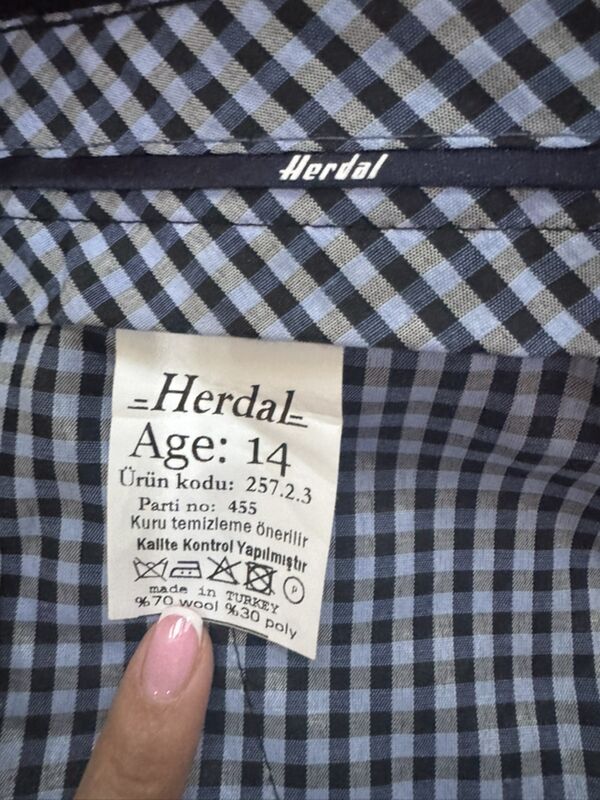 Herdal
Herdal
Age: 14
Ürün kodu: 257.2.3
Parti no: 455
Kuru temizleme önerilir
Kalite Kontrol Yapılmıştır
P
made in TURKEY
%70 wool %30 poly